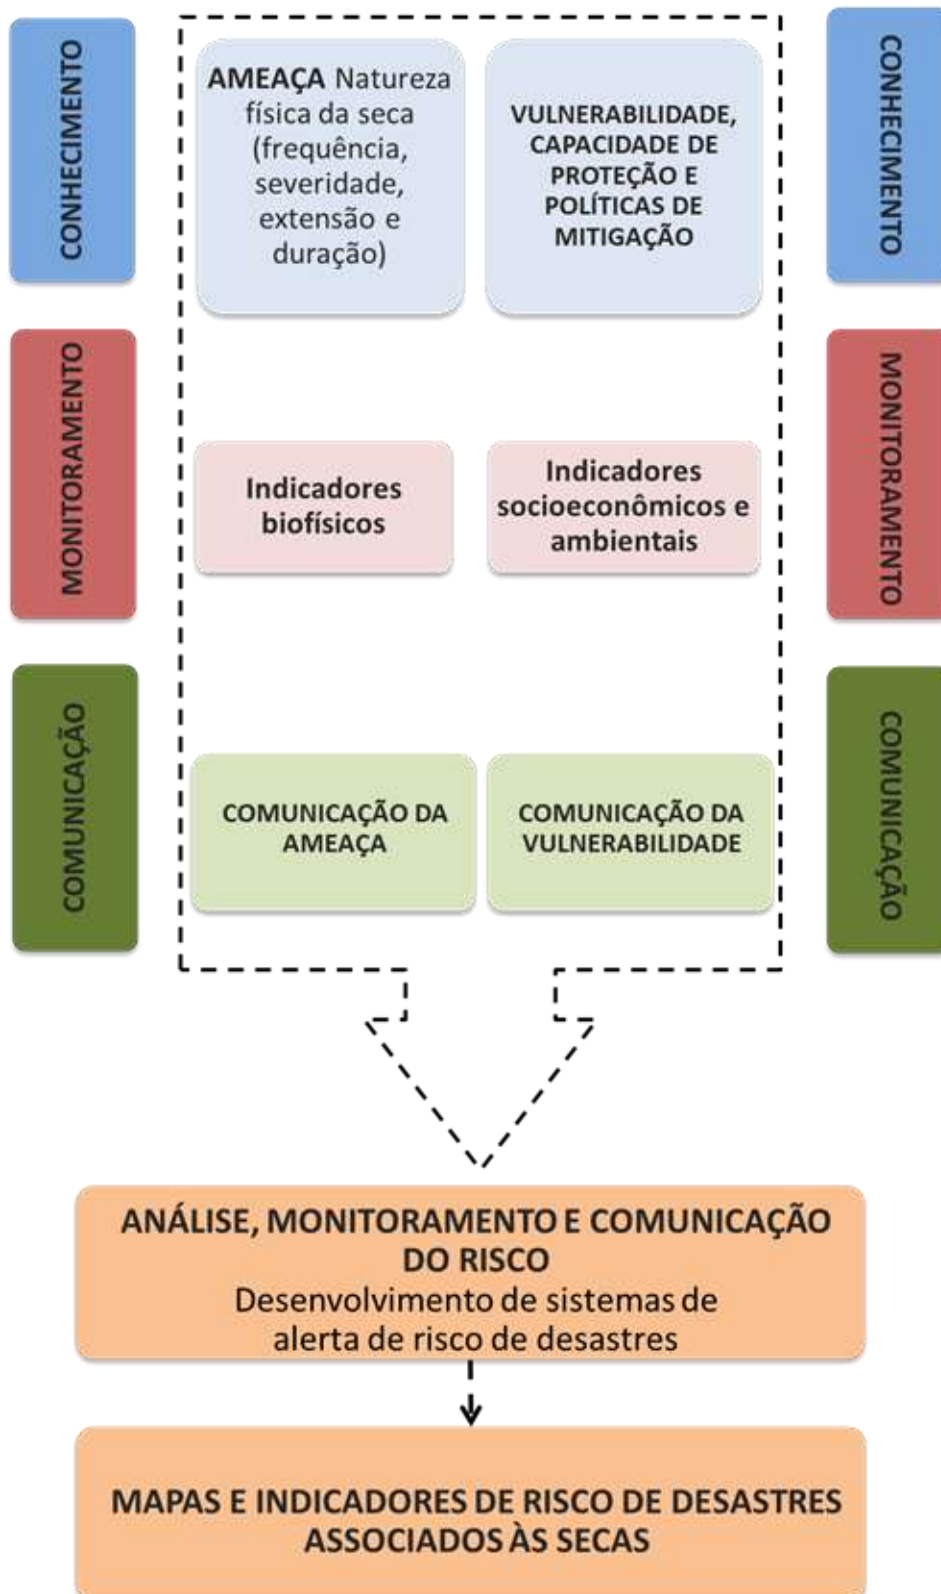 CONHECIMENTO
AMEAÇA Natureza
física da seca
(frequência,
severidade,
extensão e
duração)
VULNERABILIDADE,
CAPACIDADE DE
PROTEÇÃO E
POLÍTICAS DE
MITIGAÇÃO
CONHECIMENTO
MONITORAMENTO
Indicadores
biofísicos
Indicadores
socioeconômicos e
ambientais
MONITORAMENTO
COMUNICAÇÃO
COMUNICAÇÃO DA
AMEAÇA
COMUNICAÇÃO DA
VULNERABILIDADE
COMUNICAÇÃO
ANÁLISE, MONITORAMENTO E COMUNICAÇÃO
DO RISCO
Desenvolvimento de sistemas de
alerta de risco de desastres
MAPAS E INDICADORES DE RISCO DE DESASTRES
ASSOCIADOS ÀS SECAS